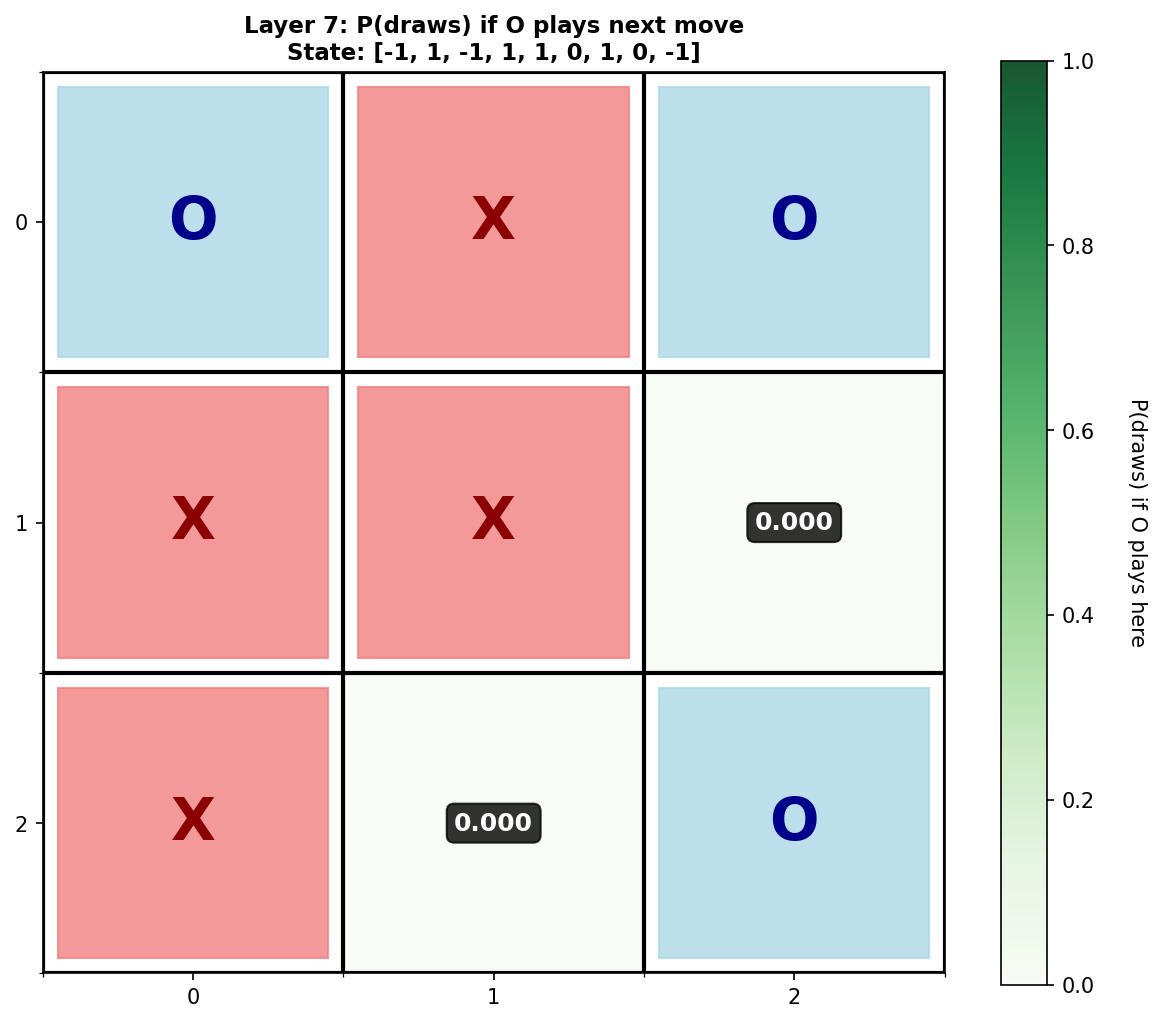 Layer 7: P(draws) if O plays next move
State: [-1, 1, -1, 1, 1, 0, 1, 0, -1]
O X O
X X 0.000
X 0.000 O
0
1
2
0 1 2
1.0
0.8
0.6
0.4
0.2
0.0
P(draws) if O plays here